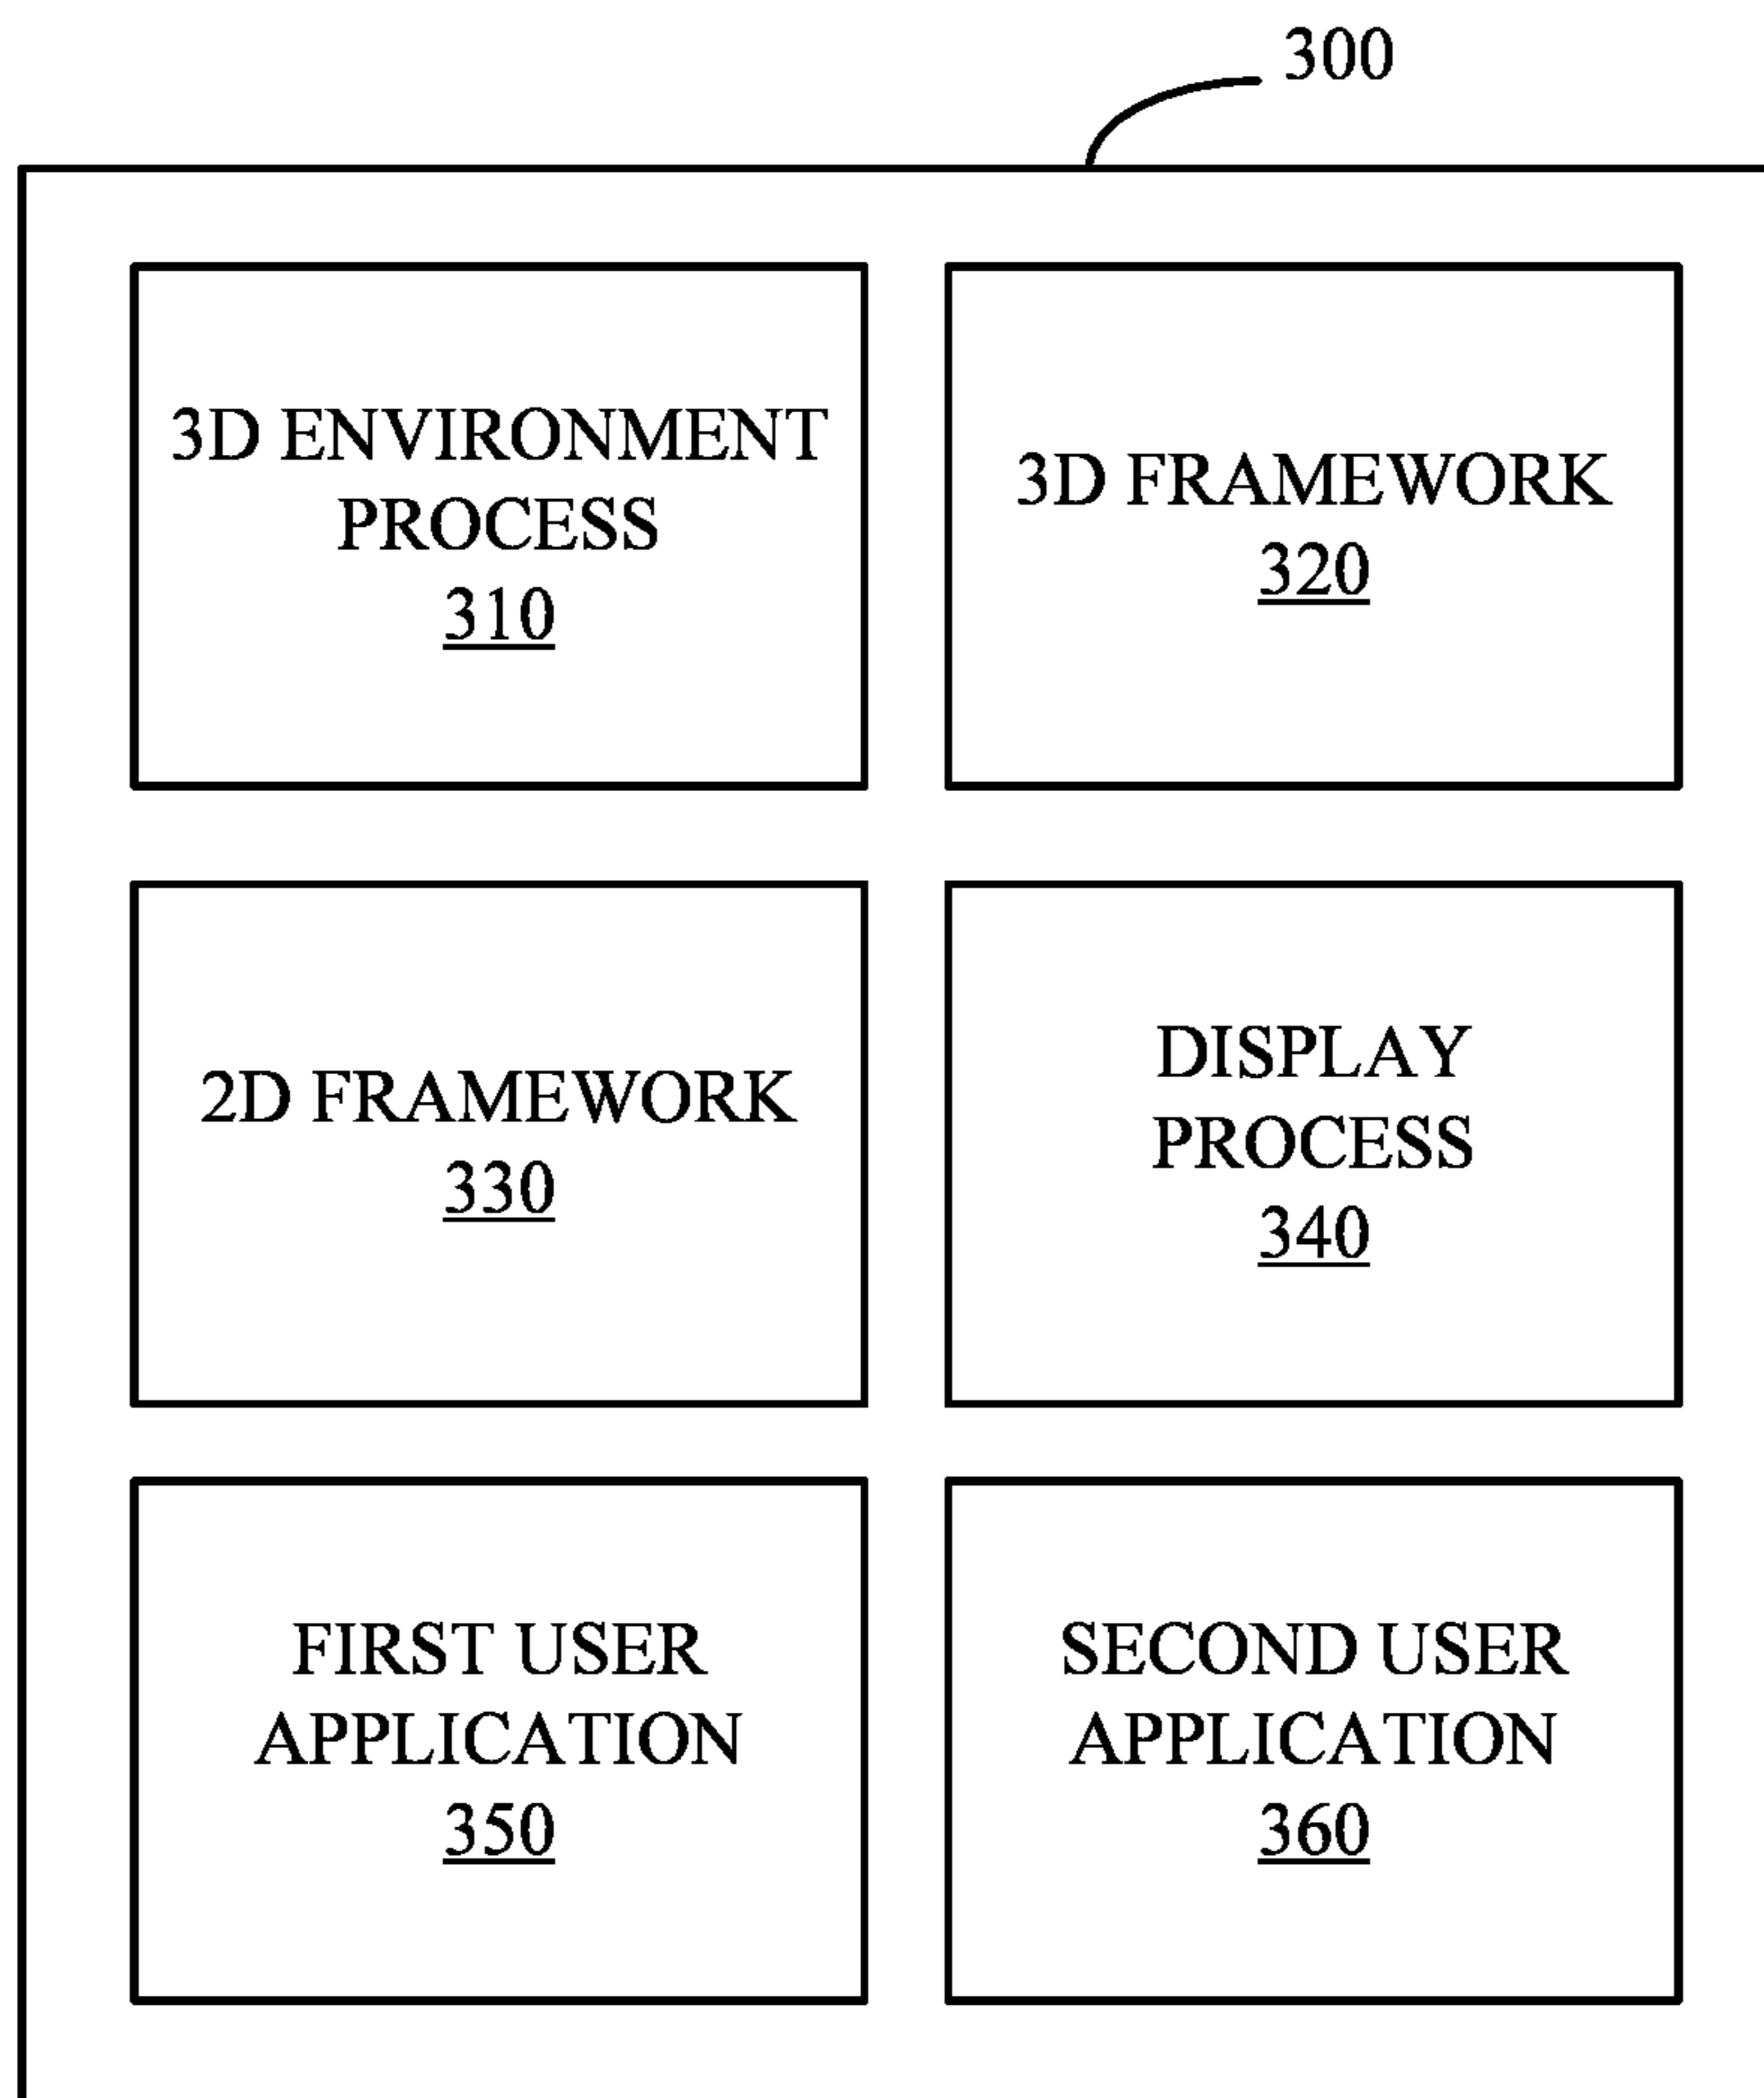 300
3D ENVIRONMENT
PROCESS
310
3D FRAMEWORK
320
2D FRAMEWORK
330
DISPLAY
PROCESS
340
FIRST USER
APPLICATION
350
SECOND USER
APPLICATION
360